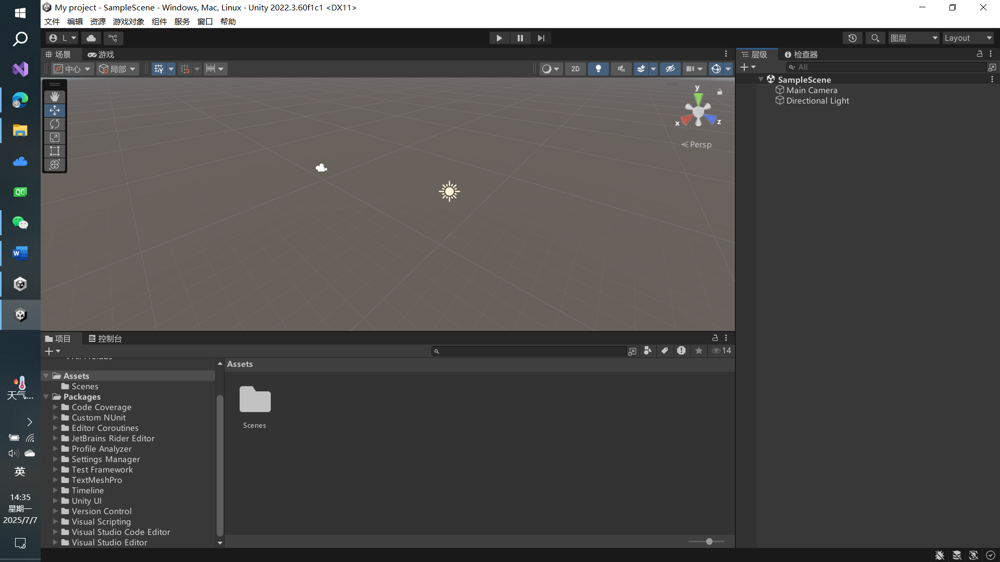 My project - SampleScene - Windows, Mac, Linux - Unity 2022.3.60f1c1 <DX11>
文件 编辑 资源 游戏对象 组件 服务 窗口 帮助
L
图层
Layout
场景 游戏
中心 局部
2D
y
x
z
Persp
层级 检查器
All
SampleScene
Main Camera
Directional Light
项目 控制台
14
All Prefabs
Assets
Scenes
Packages
Code Coverage
Custom NUnit
Editor Coroutines
JetBrains Rider Editor
Profile Analyzer
Settings Manager
Test Framework
TextMeshPro
Timeline
Unity UI
Version Control
Visual Scripting
Visual Studio Code Editor
Visual Studio Editor
Assets
Scenes
QC
W
天气...
英
14:35
星期一
2025/7/7